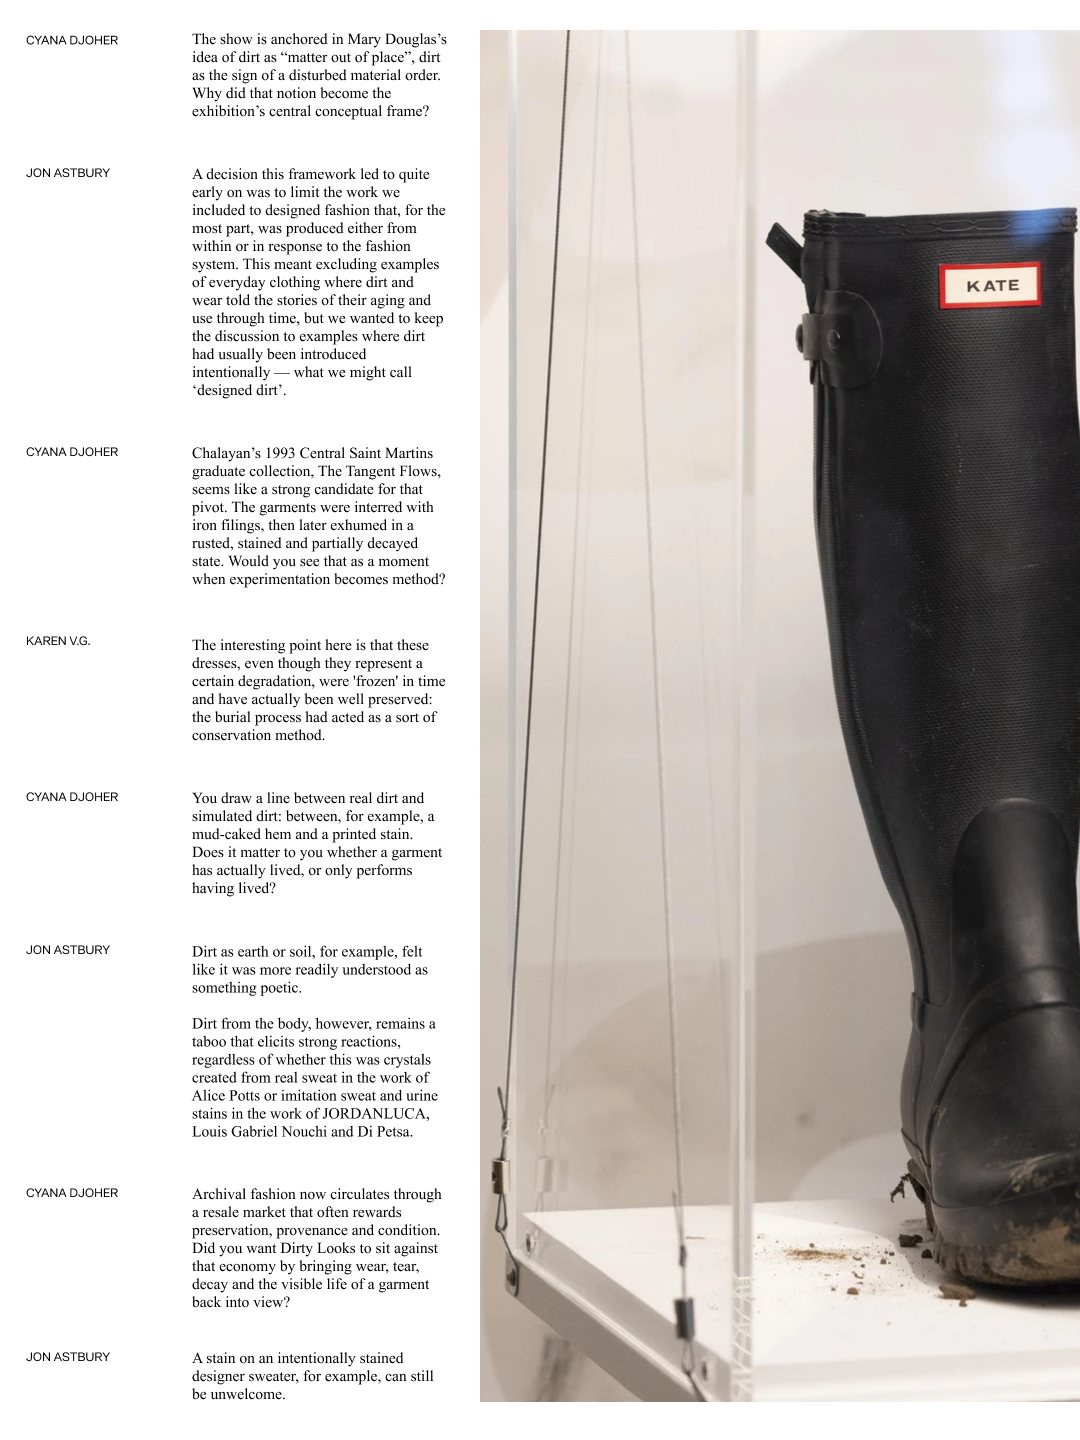 CYANA DJOHER
The show is anchored in Mary Douglas’s
idea of dirt as “matter out of place”, dirt
as the sign of a disturbed material order.
Why did that notion become the
exhibition’s central conceptual frame?
JON ASTBURY
A decision this framework led to quite
early on was to limit the work we
included to designed fashion that, for the
most part, was produced either from
within or in response to the fashion
system. This meant excluding examples
of everyday clothing where dirt and
wear told the stories of their aging and
use through time, but we wanted to keep
the discussion to examples where dirt
had usually been introduced
intentionally — what we might call
‘designed dirt’.
CYANA DJOHER
Chalayan’s 1993 Central Saint Martins
graduate collection, The Tangent Flows,
seems like a strong candidate for that
pivot. The garments were interred with
iron filings, then later exhumed in a
rusted, stained and partially decayed
state. Would you see that as a moment
when experimentation becomes method?
KAREN V.G.
The interesting point here is that these
dresses, even though they represent a
certain degradation, were 'frozen' in time
and have actually been well preserved:
the burial process had acted as a sort of
conservation method.
CYANA DJOHER
You draw a line between real dirt and
simulated dirt: between, for example, a
mud-caked hem and a printed stain.
Does it matter to you whether a garment
has actually lived, or only performs
having lived?
JON ASTBURY
Dirt as earth or soil, for example, felt
like it was more readily understood as
something poetic.
Dirt from the body, however, remains a
taboo that elicits strong reactions,
regardless of whether this was crystals
created from real sweat in the work of
Alice Potts or imitation sweat and urine
stains in the work of JORDANLUCA,
Louis Gabriel Nouchi and Di Petsa.
CYANA DJOHER
Archival fashion now circulates through
a resale market that often rewards
preservation, provenance and condition.
Did you want Dirty Looks to sit against
that economy by bringing wear, tear,
decay and the visible life of a garment
back into view?
JON ASTBURY
A stain on an intentionally stained
designer sweater, for example, can still
be unwelcome.
KATE